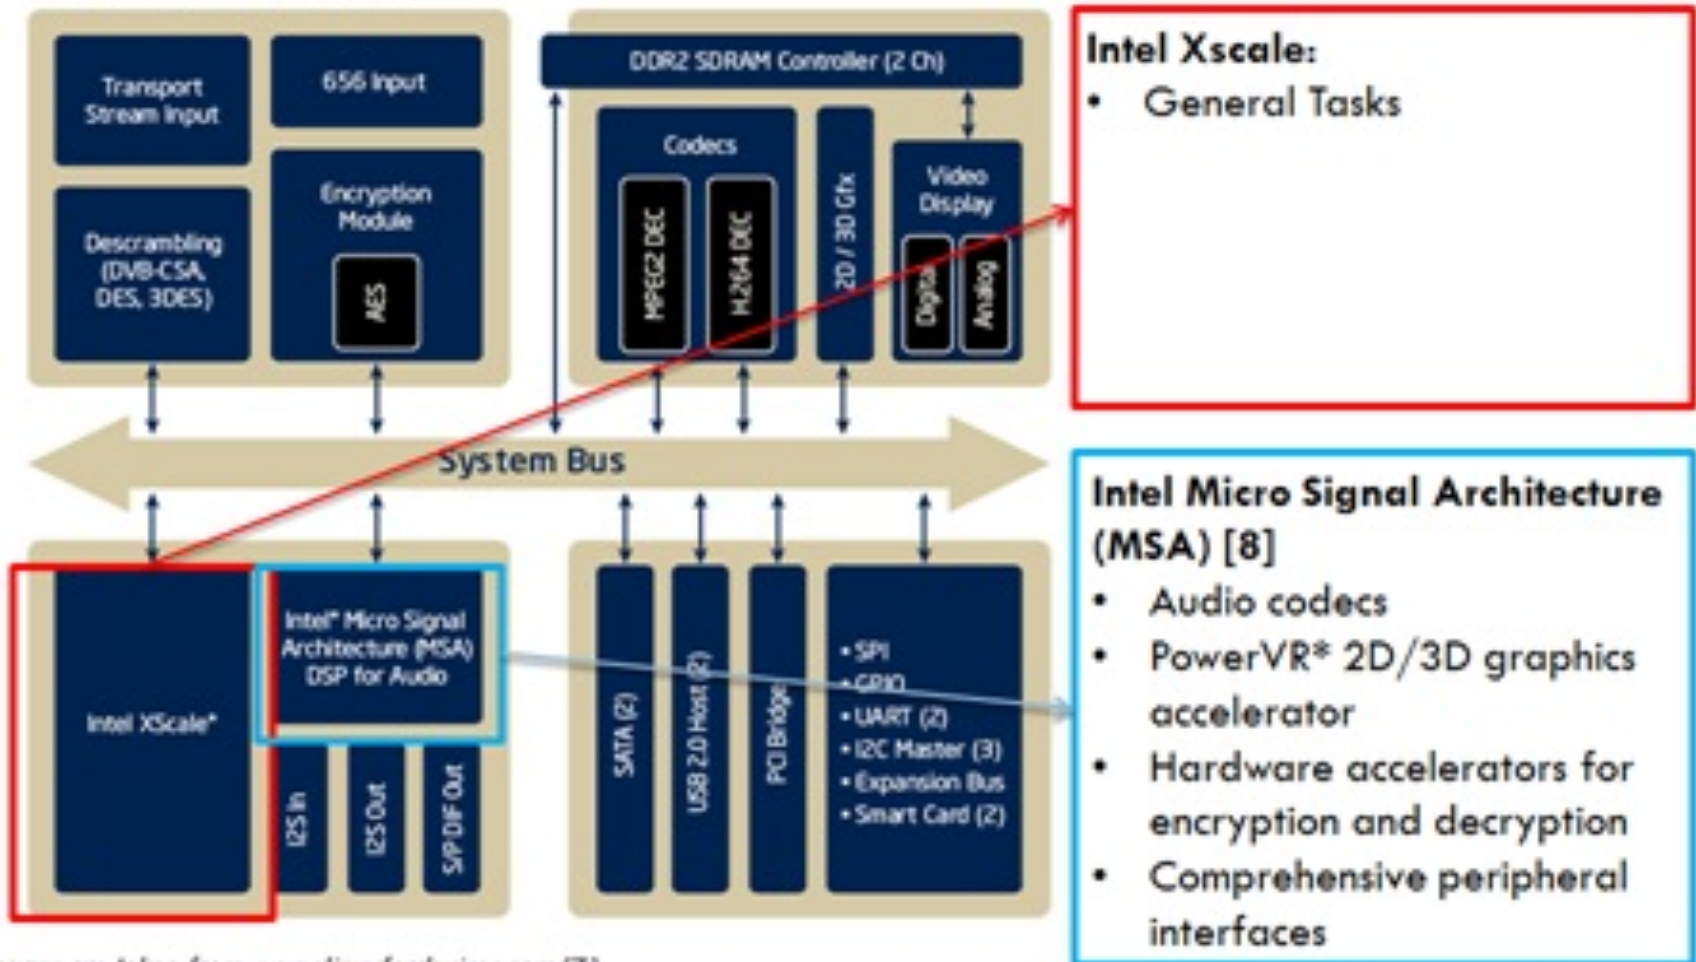 Transport
Stream Input
656 Input
Descrambling
(DVB-CSA,
DES, 3DES)
Encryption
Module
AES
DDR2 SDRAM Controller (2 Ch)
Codecs
MPEG2 DEC
H.264 DEC
2D / 3D Gfx
Video
Display
Digital
Analog
System Bus
Intel XScale*
Intel* Micro Signal
Architecture (MSA)
DSP for Audio
I2S In
I2S Out
S/P DIF Out
SATA (2)
USB 2.0 Host (2)
PCI Bridge
• SPI
• GPIO
• UART (2)
• I2C Master (3)
• Expansion Bus
• Smart Card (2)
Intel Xscale:
• General Tasks
Intel Micro Signal Architecture
(MSA) [8]
• Audio codecs
• PowerVR* 2D/3D graphics
accelerator
• Hardware accelerators for
encryption and decryption
• Comprehensive peripheral
interfaces